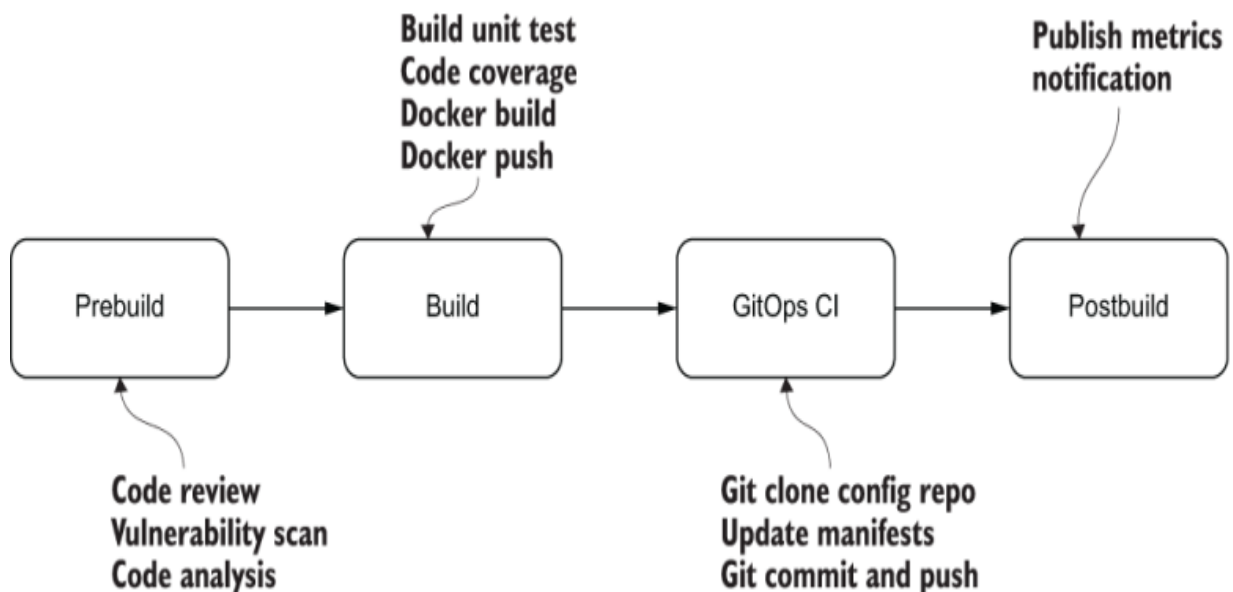 Build unit test
Code coverage
Docker build
Docker push
Publish metrics
notification
Prebuild
Build
GitOps CI
Postbuild
Code review
Vulnerability scan
Code analysis
Git clone config repo
Update manifests
Git commit and push